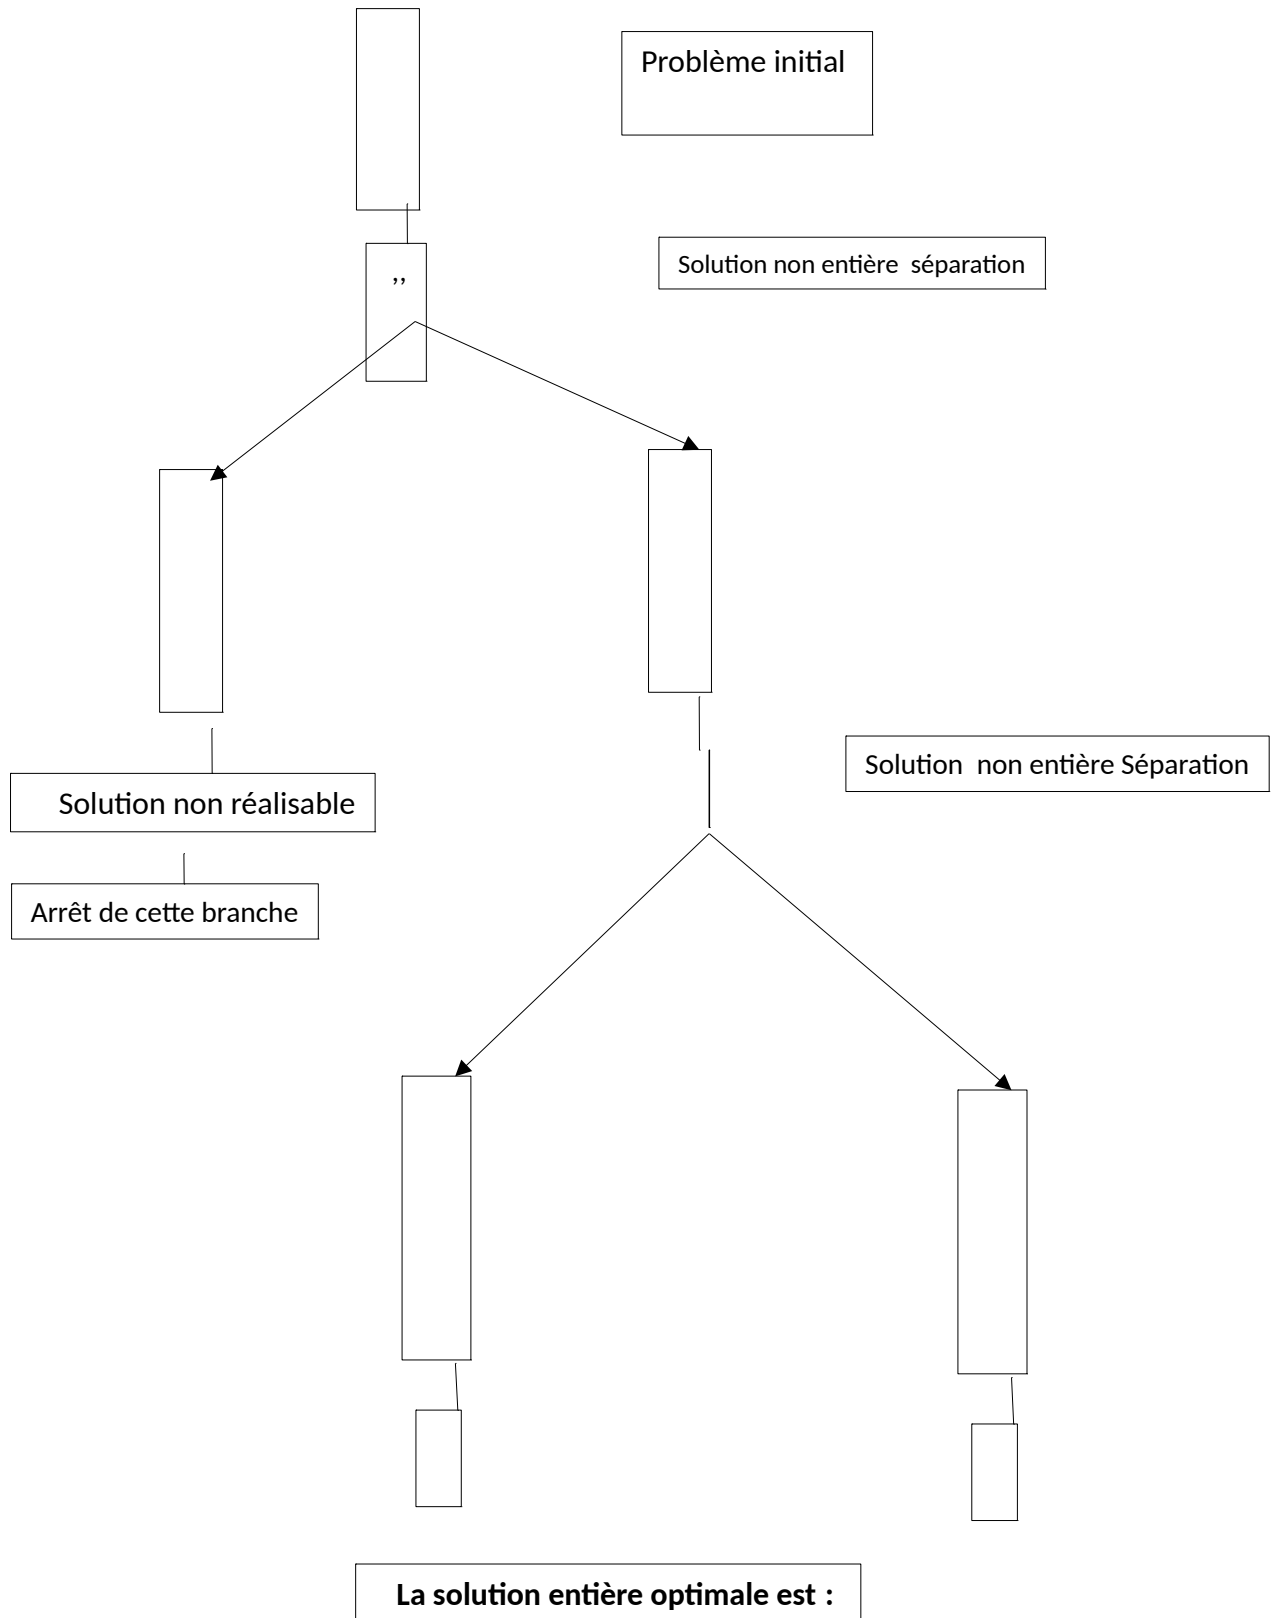 Problème initial
Solution non entière  séparation
,,
Solution  non entière Séparation
Solution non réalisable
Arrêt de cette branche
La solution entière optimale est :